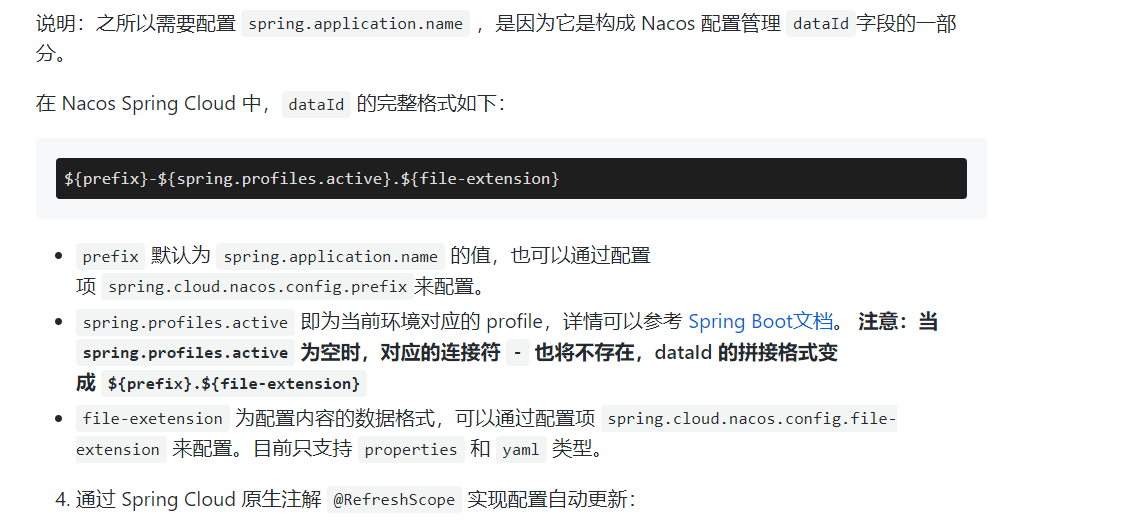 说明：之所以需要配置 spring.application.name ，是因为它是构成 Nacos 配置管理 dataId 字段的一部
分。
在 Nacos Spring Cloud 中，dataId 的完整格式如下：
${prefix}-${spring.profiles.active}.${file-extension}
• prefix 默认为 spring.application.name 的值，也可以通过配置
项 spring.cloud.nacos.config.prefix来配置。
• spring.profiles.active 即为当前环境对应的 profile，详情可以参考 Spring Boot文档。 注意：当
spring.profiles.active 为空时，对应的连接符 - 也将不存在，dataId 的拼接格式变
成 ${prefix}.${file-extension}
• file-exetension 为配置内容的数据格式，可以通过配置项 spring.cloud.nacos.config.file-
extension 来配置。目前只支持 properties 和 yaml 类型。
4. 通过 Spring Cloud 原生注解 @RefreshScope 实现配置自动更新：